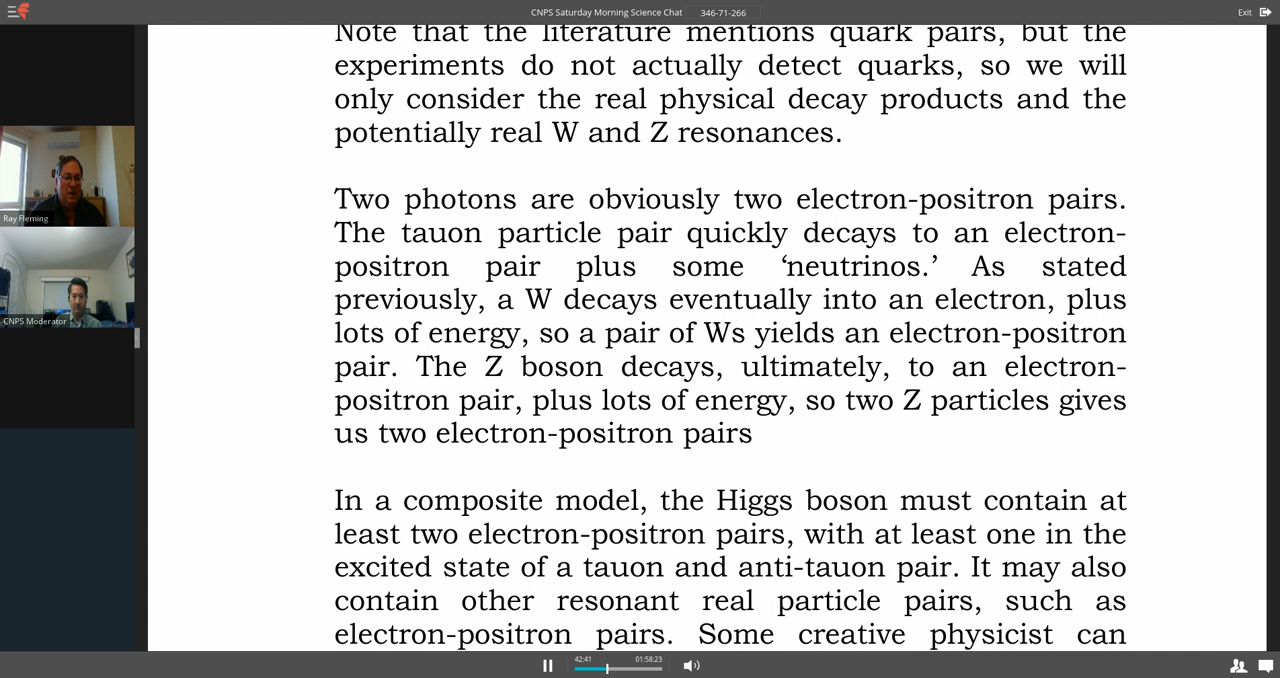 CNPS Saturday Morning Science Chat 346-71-266 Exit
Note that the literature mentions quark pairs, but the
experiments do not actually detect quarks, so we will
only consider the real physical decay products and the
potentially real W and Z resonances.
Two photons are obviously two electron-positron pairs.
The tauon particle pair quickly decays to an electron-
positron pair plus some ‘neutrinos.’ As stated
previously, a W decays eventually into an electron, plus
lots of energy, so a pair of Ws yields an electron-positron
pair. The Z boson decays, ultimately, to an electron-
positron pair, plus lots of energy, so two Z particles gives
us two electron-positron pairs
In a composite model, the Higgs boson must contain at
least two electron-positron pairs, with at least one in the
excited state of a tauon and anti-tauon pair. It may also
contain other resonant real particle pairs, such as
electron-positron pairs. Some creative physicist can
Ray Fleming
CNPS Moderator
42:41 01:58:23